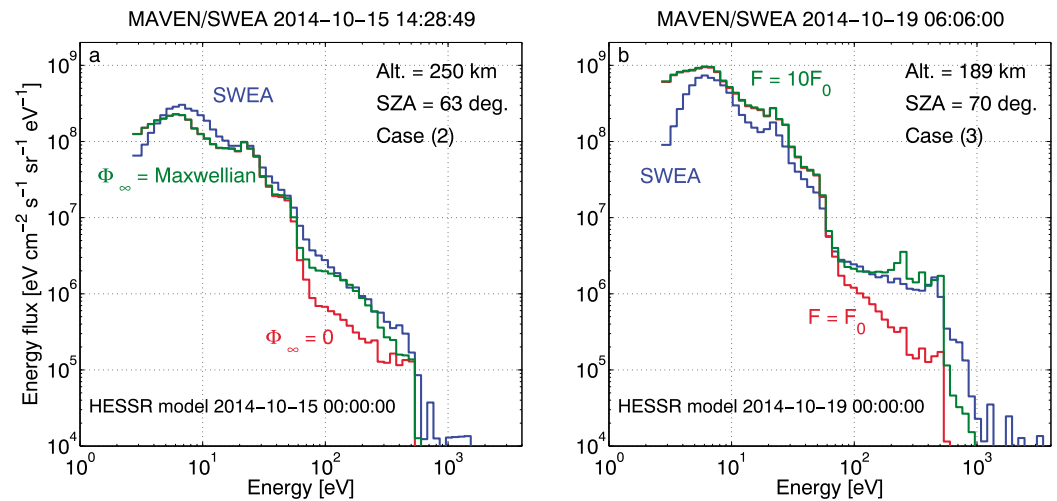 MAVEN/SWEA 2014−10−15 14:28:49
a
Alt. = 250 km
SZA = 63 deg.
Case (2)
SWEA
Φ∞ = Maxwellian
Φ∞ = 0
HESSR model 2014−10−15 00:00:00
Energy flux [eV cm⁻² s⁻¹ sr⁻¹ eV⁻¹]
10⁹
10⁸
10⁷
10⁶
10⁵
10⁴
10⁰ 10¹ 10² 10³
Energy [eV]
MAVEN/SWEA 2014−10−19 06:06:00
b
F = 10F₀
Alt. = 189 km
SZA = 70 deg.
Case (3)
SWEA
F = F₀
HESSR model 2014−10−19 00:00:00
10⁹
10⁸
10⁷
10⁶
10⁵
10⁴
10⁰ 10¹ 10² 10³
Energy [eV]